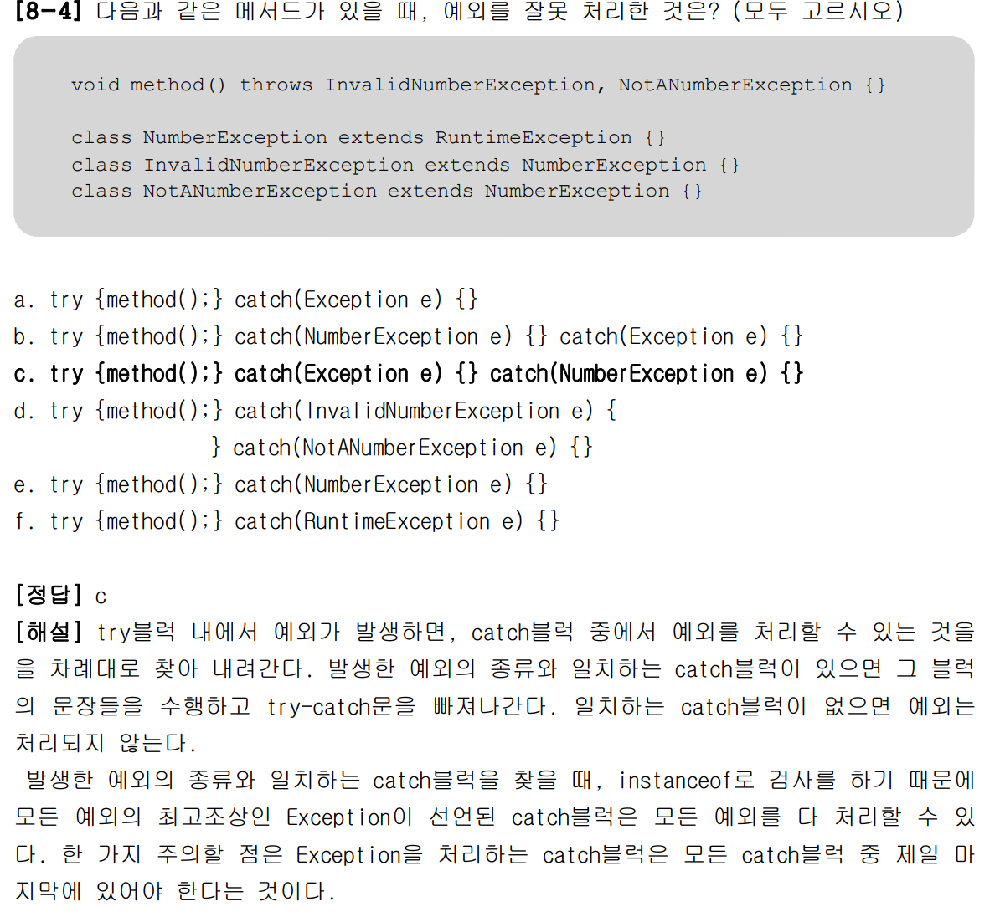 [8-4] 다음과 같은 메서드가 있을 때, 예외를 잘못 처리한 것은? (모두 고르시오)
void method() throws InvalidNumberException, NotANumberException {}
class NumberException extends RuntimeException {}
class InvalidNumberException extends NumberException {}
class NotANumberException extends NumberException {}
a. try {method();} catch(Exception e) {}
b. try {method();} catch(NumberException e) {} catch(Exception e) {}
c. try {method();} catch(Exception e) {} catch(NumberException e) {}
d. try {method();} catch(InvalidNumberException e) {
} catch(NotANumberException e) {}
e. try {method();} catch(NumberException e) {}
f. try {method();} catch(RuntimeException e) {}
[정답] c
[해설] try블럭 내에서 예외가 발생하면, catch블럭 중에서 예외를 처리할 수 있는 것을
을 차례대로 찾아 내려간다. 발생한 예외의 종류와 일치하는 catch블럭이 있으면 그 블럭
의 문장들을 수행하고 try-catch문을 빠져나간다. 일치하는 catch블럭이 없으면 예외는
처리되지 않는다.
발생한 예외의 종류와 일치하는 catch블럭을 찾을 때, instanceof로 검사를 하기 때문에
모든 예외의 최고조상인 Exception이 선언된 catch블럭은 모든 예외를 다 처리할 수 있
다. 한 가지 주의할 점은 Exception을 처리하는 catch블럭은 모든 catch블럭 중 제일 마
지막에 있어야 한다는 것이다.